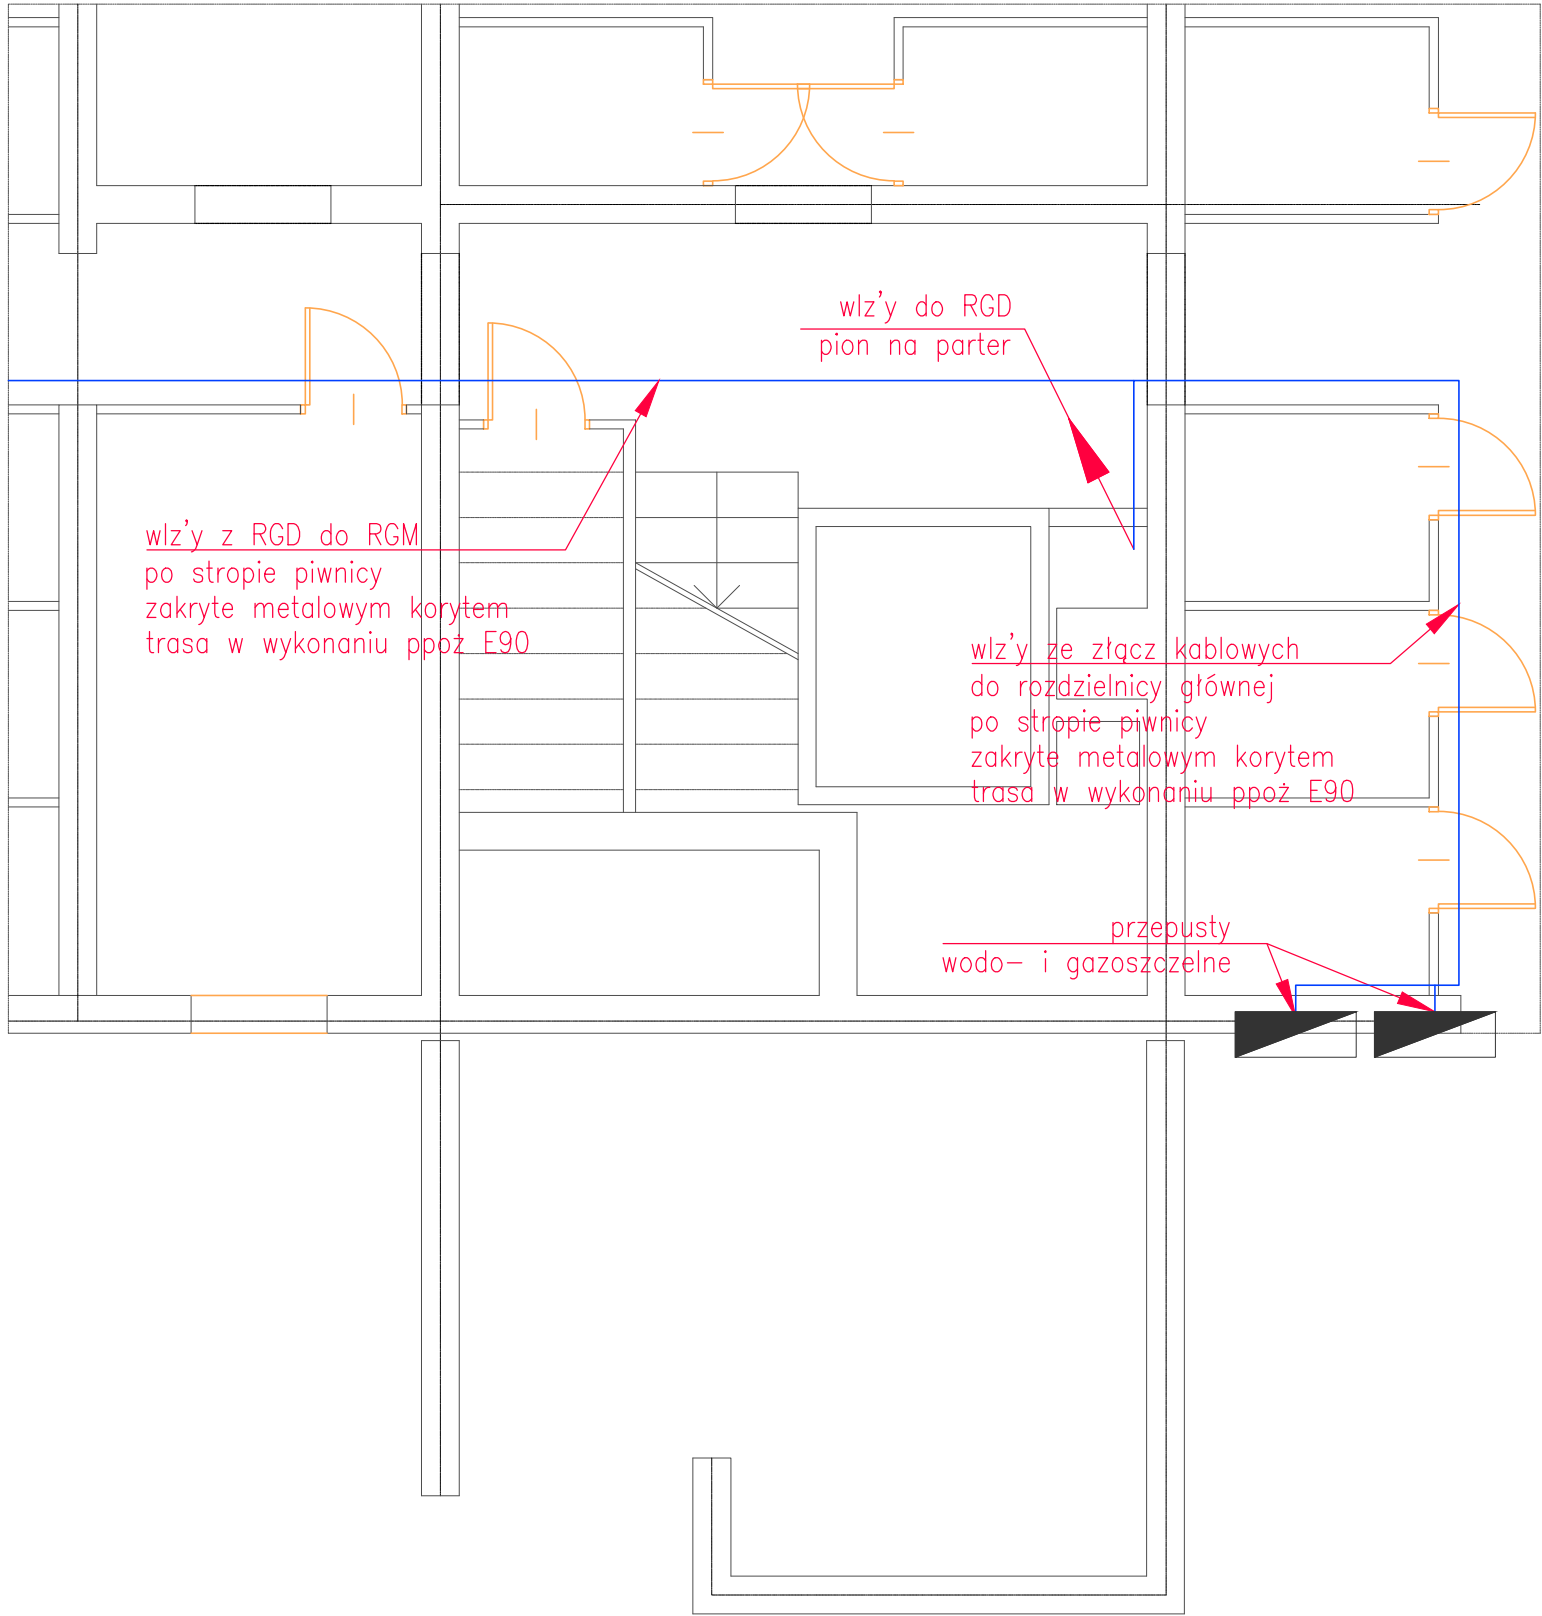 wlz'y do RGD
pion na parter
wlz'y z RGD do RGM
po stropie piwnicy
zakryte metalowym korytem
trasa w wykonaniu ppoż E90
wlz'y ze złącz kablowych
do rozdzielnicy głównej
po stropie piwnicy
zakryte metalowym korytem
trasa w wykonaniu ppoż E90
przepusty
wodo- i gazoszczelne